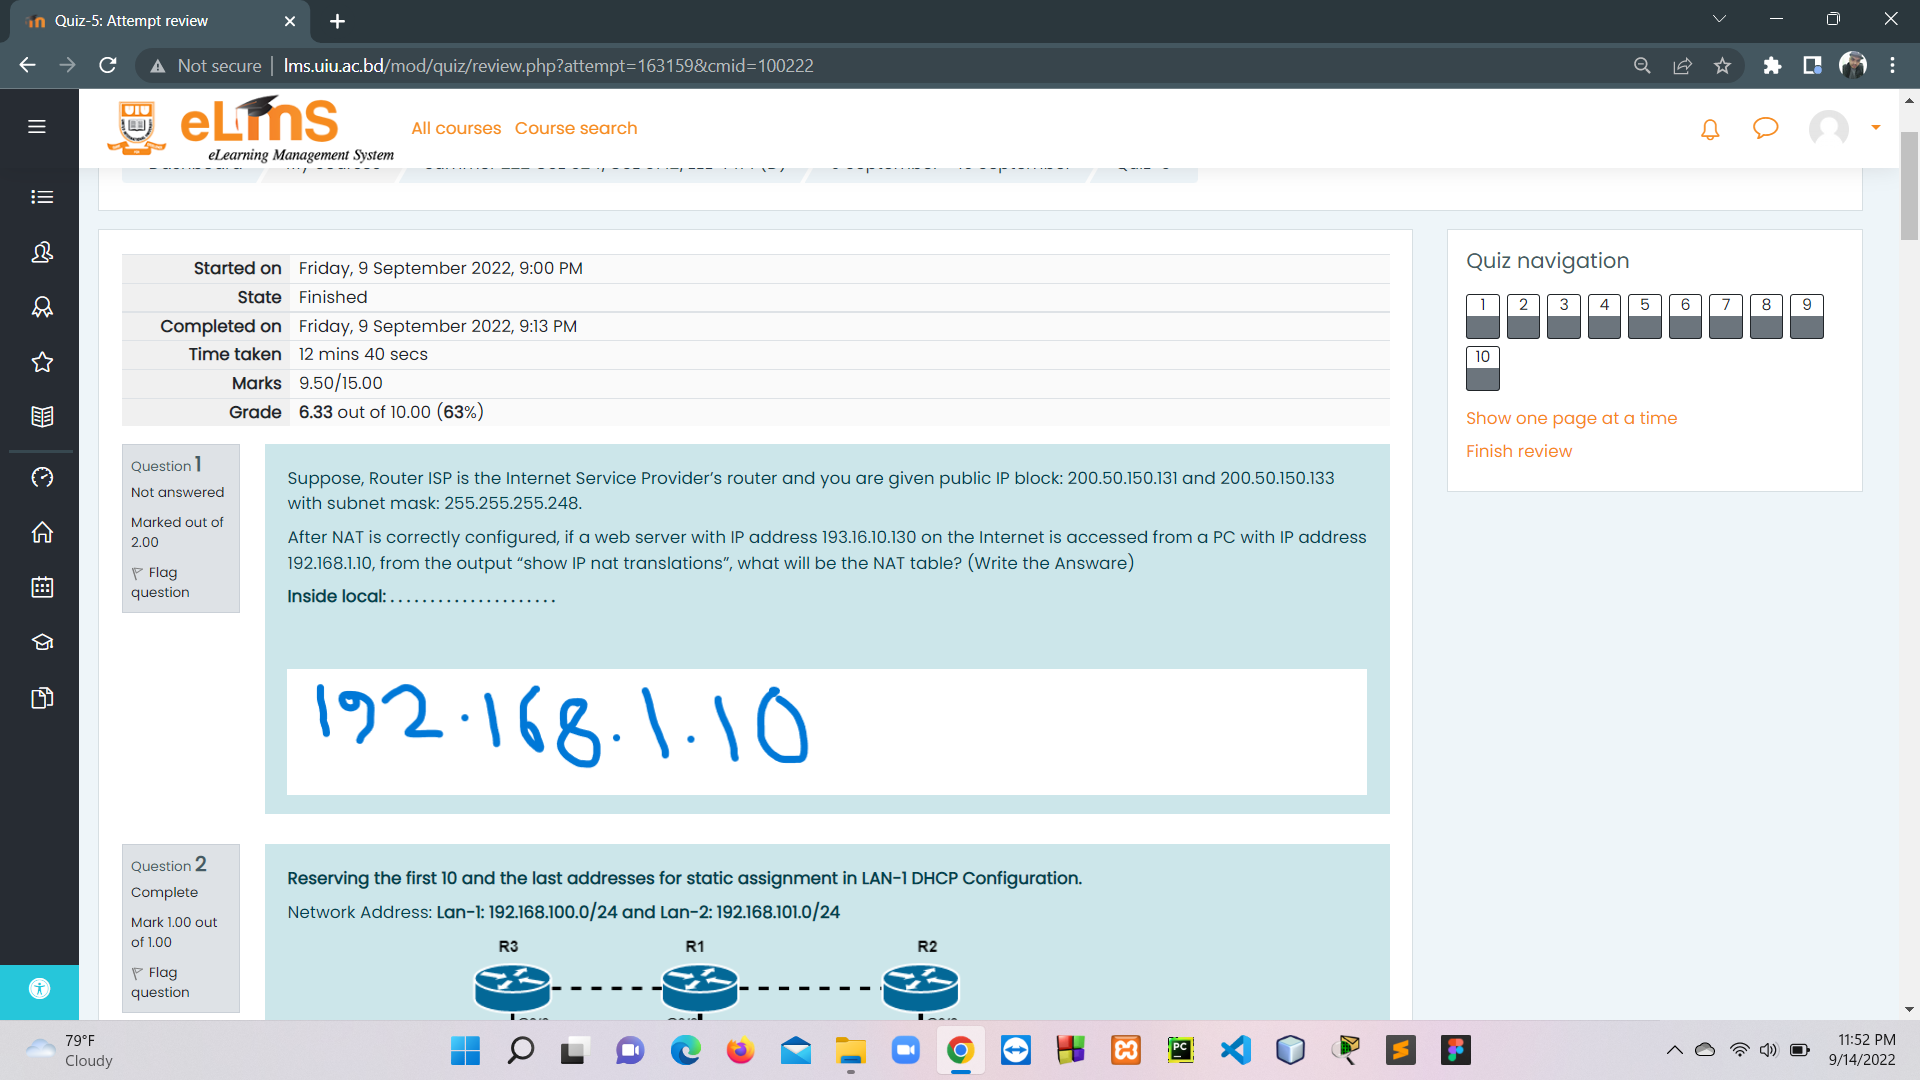 Quiz-5: Attempt review
Not secure | lms.uiu.ac.bd/mod/quiz/review.php?attempt=163159&cmid=100222
eLmS
eLearning Management System
All courses Course search
Started on Friday, 9 September 2022, 9:00 PM
State Finished
Completed on Friday, 9 September 2022, 9:13 PM
Time taken 12 mins 40 secs
Marks 9.50/15.00
Grade 6.33 out of 10.00 (63%)
Quiz navigation
1 2 3 4 5 6 7 8 9
10
Show one page at a time
Finish review
Question 1
Not answered
Marked out of
2.00
Flag
question
Suppose, Router ISP is the Internet Service Provider's router and you are given public IP block: 200.50.150.131 and 200.50.150.133
with subnet mask: 255.255.255.248.
After NAT is correctly configured, if a web server with IP address 193.16.10.130 on the Internet is accessed from a PC with IP address
192.168.1.10, from the output “show IP nat translations”, what will be the NAT table? (Write the Answare)
Inside local: . . . . . . . . . . . . . . . . . . . . .
192.168.1.10
Question 2
Complete
Mark 1.00 out
of 1.00
Flag
question
Reserving the first 10 and the last addresses for static assignment in LAN-1 DHCP Configuration.
Network Address: Lan-1: 192.168.100.0/24 and Lan-2: 192.168.101.0/24
R3 R1 R2
79°F
Cloudy
11:52 PM
9/14/2022